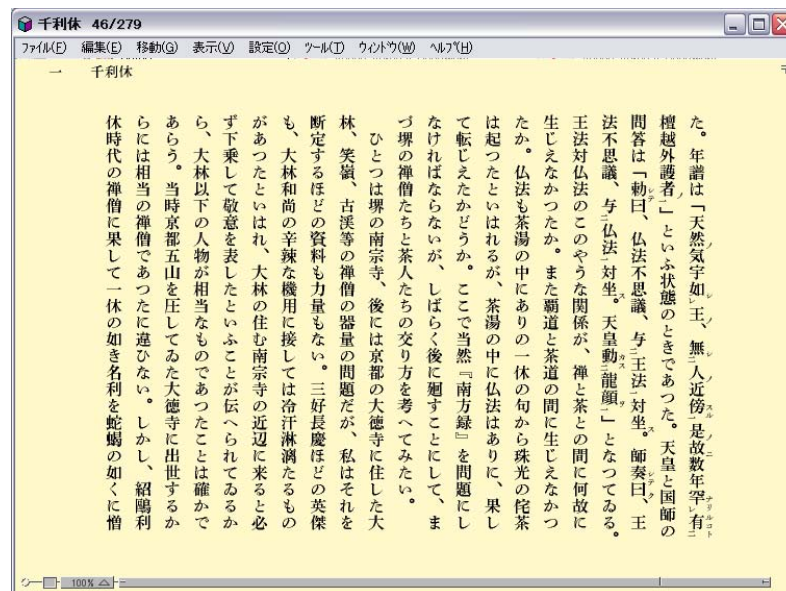 千利休 46/279
ファイル(F) 編集(E) 移動(G) 表示(V) 設定(O) ツール(T) ウィンドウ(W) ヘルプ(H)
一 千利休
た。年譜は「天然気宇如レ王、無二人近傍一是故数年罕レ有二
檀越外護者一」といふ状態のときであつた。天皇と国師の
問答は「勅曰、仏法不思議、与二王法一対坐。師奏曰、王
法不思議、与二仏法一対坐。天皇動二龍顔一」となつてゐる。
王法対仏法のこのやうな関係が、禅と茶との間に何故に
生じえなかつたか。また覇道と茶道の間に生じえなかつ
たか。仏法も茶湯の中にありの一休の句から珠光の侘茶
は起つたといはれるが、茶湯の中に仏法はありに、果し
て転じえたかどうか。ここで当然『南方録』を問題にし
なければならないが、しばらく後に廻すことにして、ま
づ堺の禅僧たちと茶人たちの交り方を考へてみたい。
ひとつは堺の南宗寺、後には京都の大徳寺に住した大
林、笑嶺、古渓等の禅僧の器量の問題だが、私はそれを
断定するほどの資料も力量もない。三好長慶ほどの英傑
も、大林和尚の辛辣な機用に接しては冷汗淋漓たるもの
があつたといはれ、大林の住む南宗寺の近辺に来ると必
ず下乗して敬意を表したといふことが伝へられてゐるか
ら、大林以下の人物が相当なものであつたことは確かで
あらう。当時京都五山を圧してゐた大徳寺に出世するか
らには相当の禅僧であつたに違ひない。しかし、紹鷗利
休時代の禅僧に果して一休の如き名利を蛇蝎の如くに憎
100%